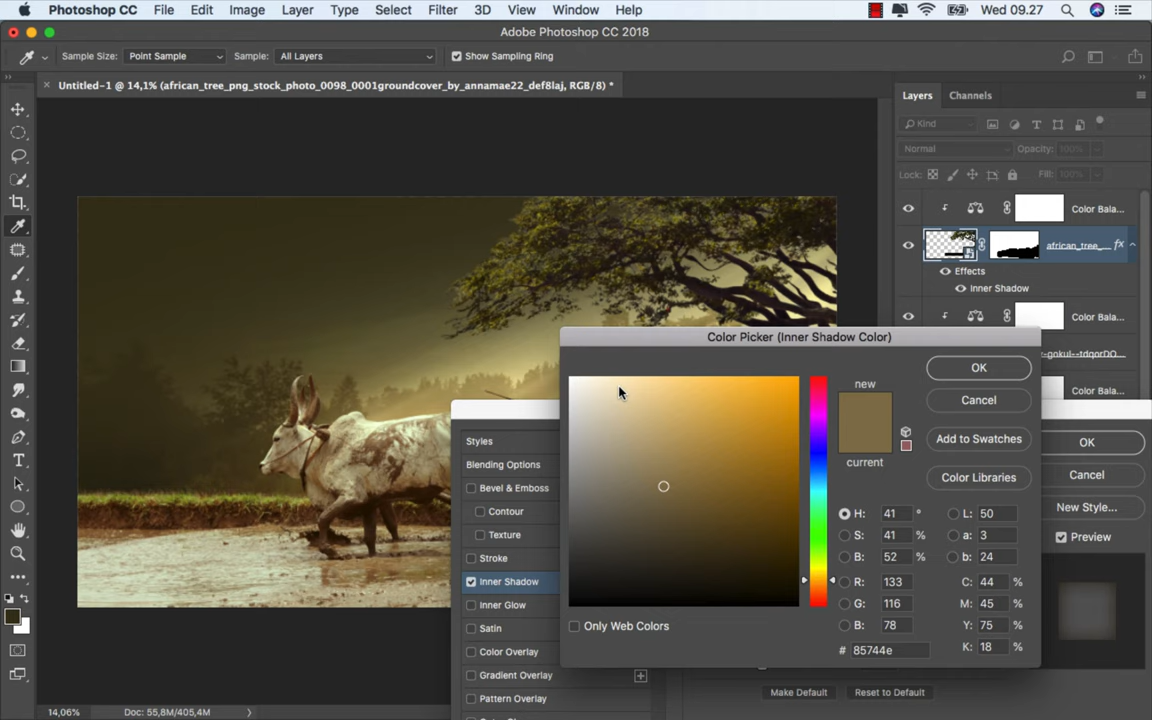 Photoshop CC File Edit Image Layer Type Select Filter 3D View Window Help Wed 09.27
Adobe Photoshop CC 2018
Sample Size: Point Sample Sample: All Layers Show Sampling Ring
× Untitled-1 @ 14,1% (african_tree_png_stock_photo_0098_0001groundcover_by_annamae22_def8laj, RGB/8) *
Layers Channels
Kind
Normal Opacity: 100%
Lock: Fill: 100%
Color Bala...
african_tree_... fx
Effects
Inner Shadow
Color Bala...
Color Picker (Inner Shadow Color)
OK
new
Cancel
Add to Swatches
current
Color Libraries
H: 41 ° L: 50
S: 41 % a: 3
B: 52 % b: 24
R: 133 C: 44 %
G: 116 M: 45 %
B: 78 Y: 75 %
# 85744e K: 18 %
Only Web Colors
Color Bala...
Styles
Blending Options
Bevel & Emboss
Contour
Texture
Stroke
Inner Shadow
Inner Glow
Satin
Color Overlay
Gradient Overlay
Pattern Overlay
OK
Cancel
New Style...
Preview
Make Default Reset to Default
14,06% Doc: 55,8M/405,4M